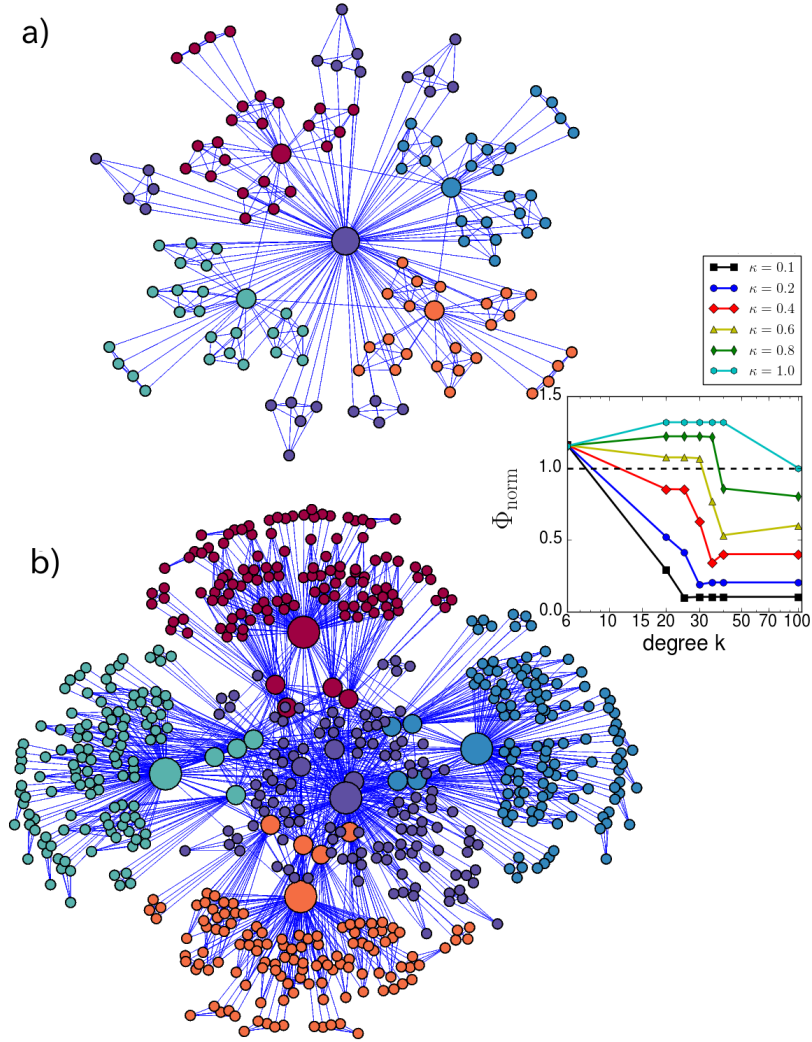 a)
κ = 0.1
κ = 0.2
κ = 0.4
κ = 0.6
κ = 0.8
κ = 1.0
1.5
1.0
0.5
0.0
Φnorm
6 10 15 20 30 50 70 100
degree k
b)